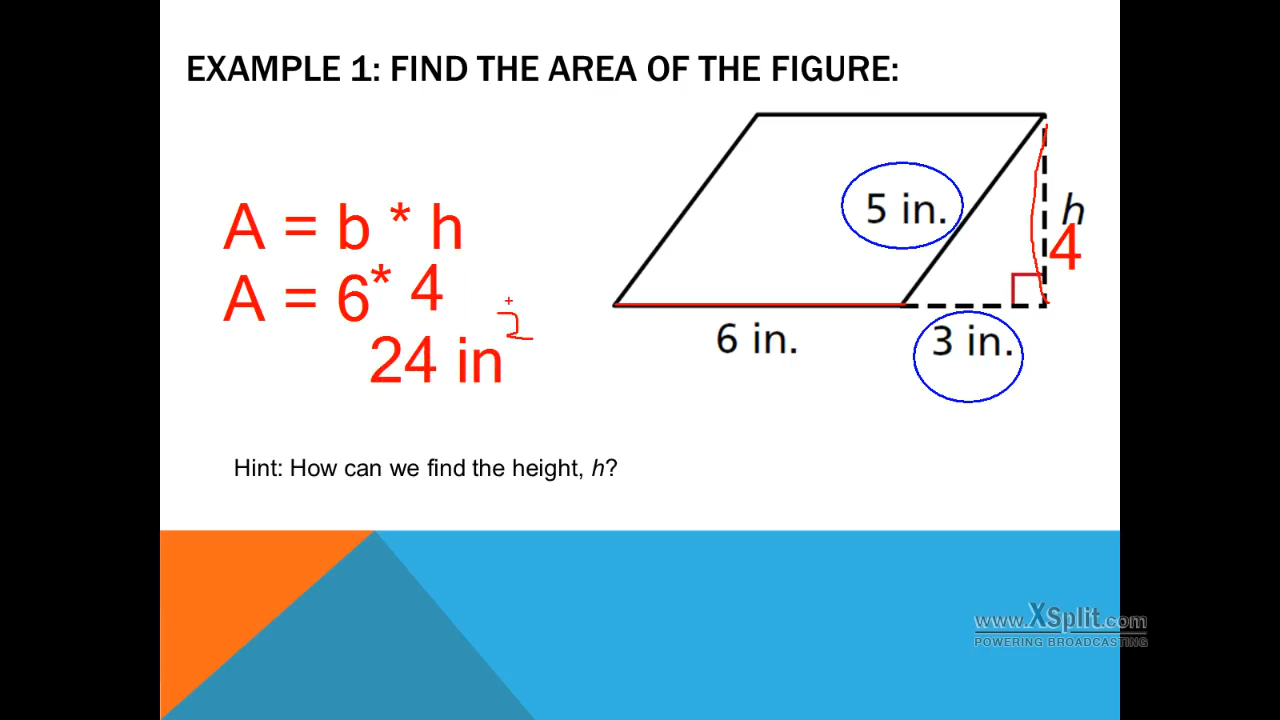 EXAMPLE 1: FIND THE AREA OF THE FIGURE:
A = b * h
A = 6 * 4
24 in 2
5 in.
h
4
6 in.
3 in.
Hint: How can we find the height, h?
www.XSplit.com
POWERING BROADCASTING